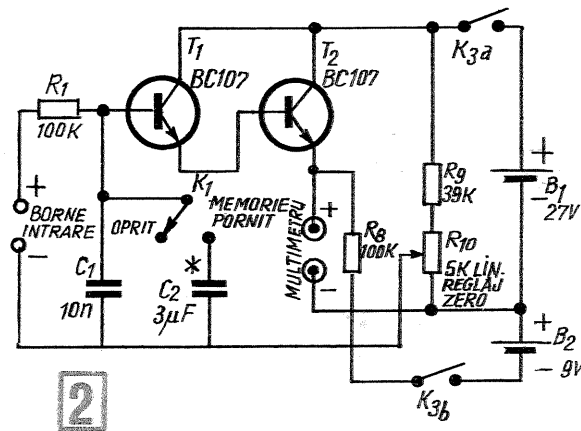 T1
BC107
T2
BC107
K3a
R1
100K
+
BORNE
INTRARE
-
K1
OPRIT
MEMORIE
PORNIT
C1
10n
*
C2
3μF
+
MULTIMETRU
-
R8
100K
R9
39K
R10
5K LIN.
REGLAJ
ZERO
+
B1
- 27V
+
B2
- 9V
K3b
2